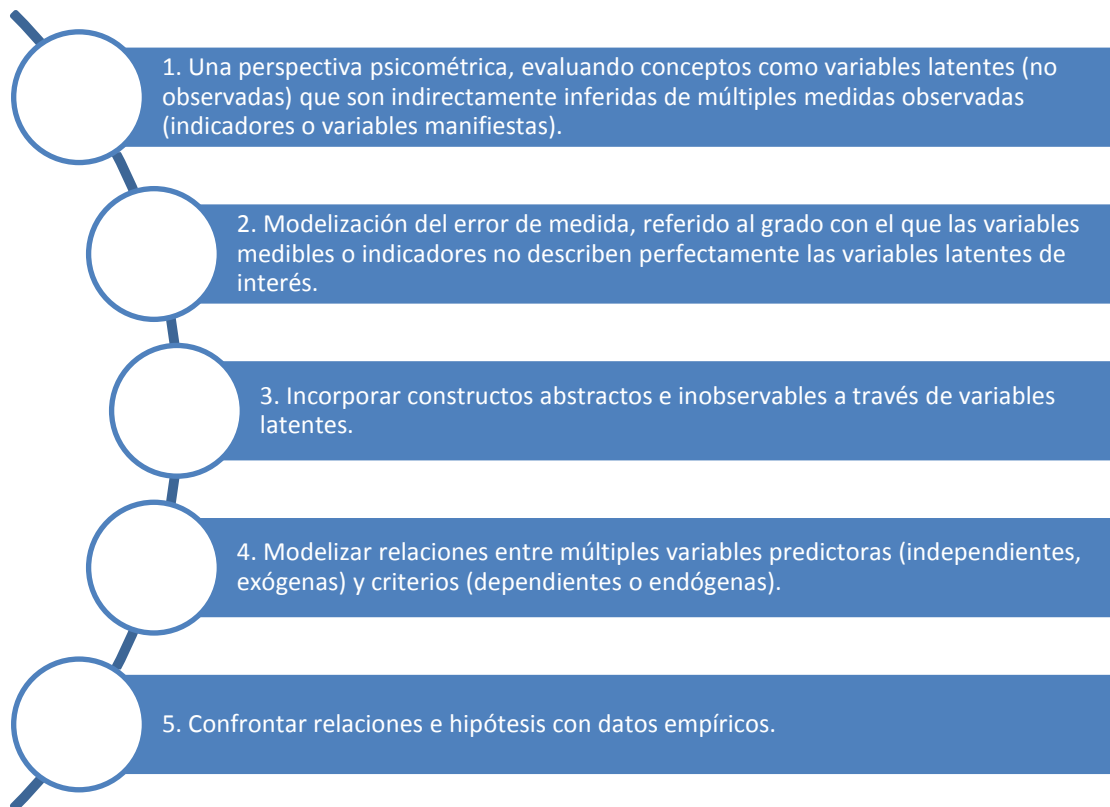 1. Una perspectiva psicométrica, evaluando conceptos como variables latentes (no
observadas) que son indirectamente inferidas de múltiples medidas observadas
(indicadores o variables manifiestas).
2. Modelización del error de medida, referido al grado con el que las variables
medibles o indicadores no describen perfectamente las variables latentes de
interés.
3. Incorporar constructos abstractos e inobservables a través de variables
latentes.
4. Modelizar relaciones entre múltiples variables predictoras (independientes,
exógenas) y criterios (dependientes o endógenas).
5. Confrontar relaciones e hipótesis con datos empíricos.